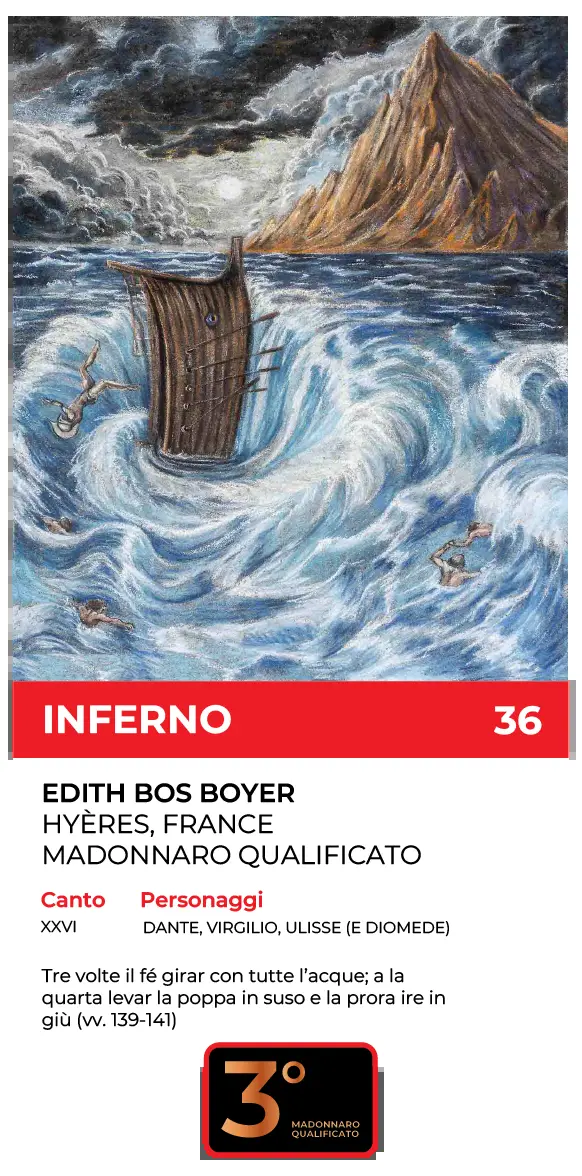 INFERNO 36
EDITH BOS BOYER
HYÈRES, FRANCE
MADONNARO QUALIFICATO
Canto Personaggi
XXVI DANTE, VIRGILIO, ULISSE (E DIOMEDE)
Tre volte il fé girar con tutte l’acque; a la
quarta levar la poppa in suso e la prora ire in
giù (vv. 139-141)
3°
MADONNARO
QUALIFICATO